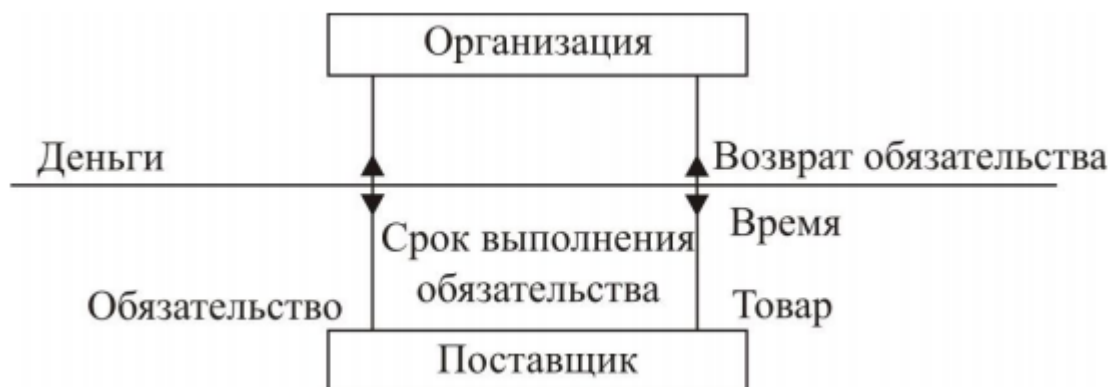 Организация
Деньги
Возврат обязательства
Время
Срок выполнения
обязательства
Обязательство
Товар
Поставщик